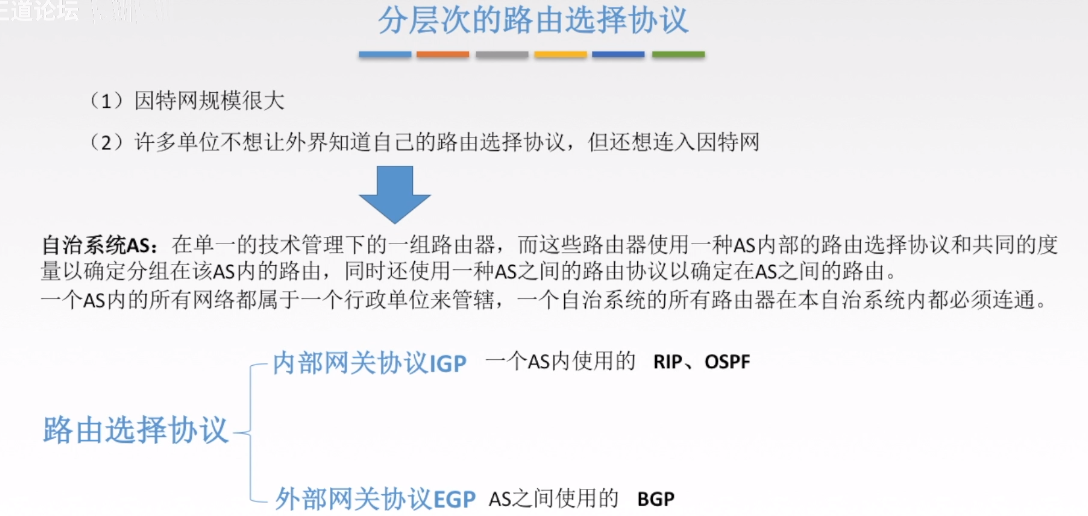 道论坛
分层次的路由选择协议
（1）因特网规模很大
（2）许多单位不想让外界知道自己的路由选择协议，但还想连入因特网
自治系统AS：在单一的技术管理下的一组路由器，而这些路由器使用一种AS内部的路由选择协议和共同的度
量以确定分组在该AS内的路由，同时还使用一种AS之间的路由协议以确定在AS之间的路由。
一个AS内的所有网络都属于一个行政单位来管辖，一个自治系统的所有路由器在本自治系统内都必须连通。
内部网关协议IGP 一个AS内使用的 RIP、OSPF
路由选择协议
外部网关协议EGP AS之间使用的 BGP